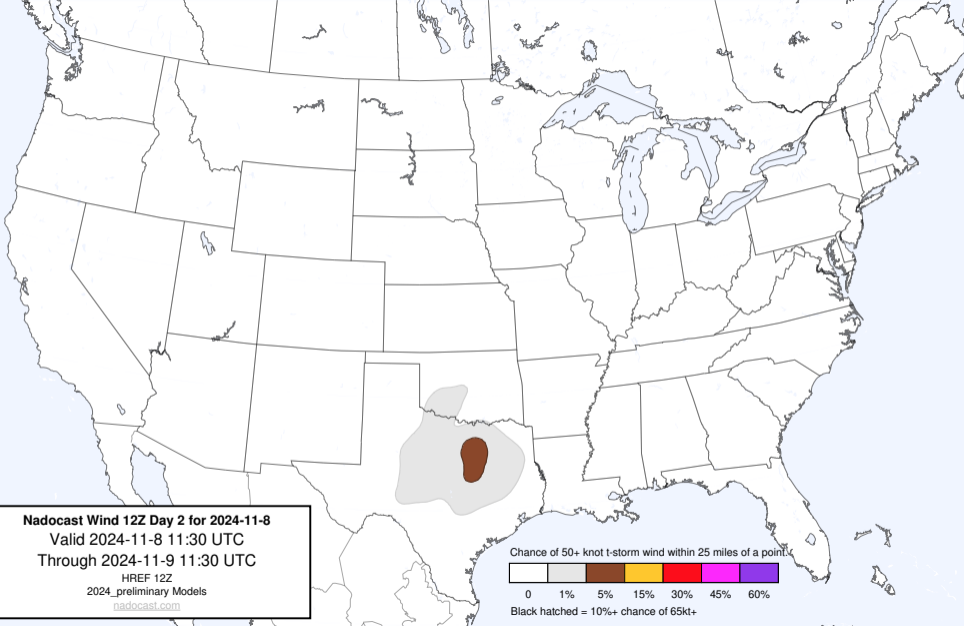 Nadocast Wind 12Z Day 2 for 2024-11-8
Valid 2024-11-8 11:30 UTC
Through 2024-11-9 11:30 UTC
HREF 12Z
2024_preliminary Models
nadocast.com
Chance of 50+ knot t-storm wind within 25 miles of a point.
0 1% 5% 15% 30% 45% 60%
Black hatched = 10%+ chance of 65kt+